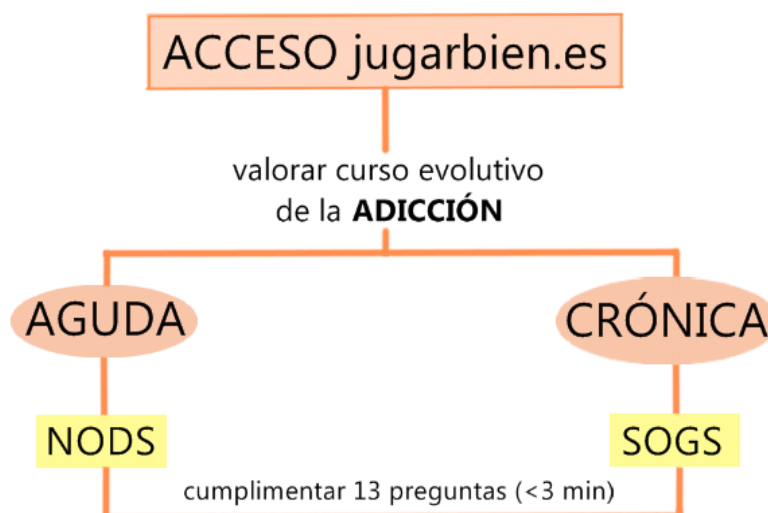 ACCESO jugarbien.es
valorar curso evolutivo
de la ADICCIÓN
AGUDA
CRÓNICA
NODS
SOGS
cumplimentar 13 preguntas (<3 min)